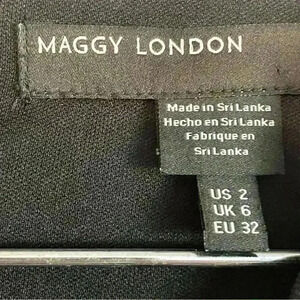 MAGGY LONDON
Made in Sri Lanka
Hecho en Sri Lanka
Fabrique en
Sri Lanka
US 2
UK 6
EU 32